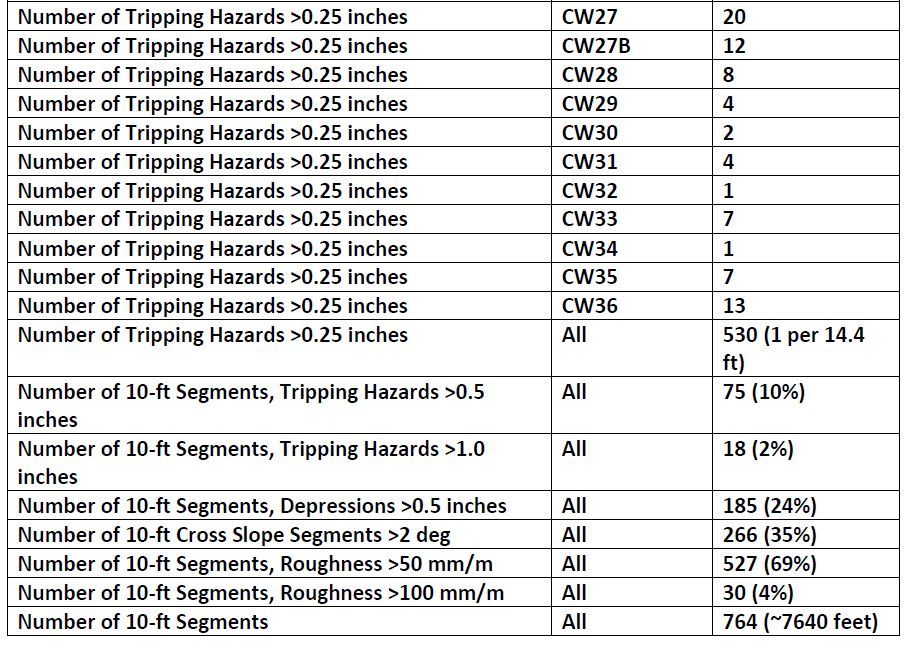 Number of Tripping Hazards >0.25 inches CW27 20
Number of Tripping Hazards >0.25 inches CW27B 12
Number of Tripping Hazards >0.25 inches CW28 8
Number of Tripping Hazards >0.25 inches CW29 4
Number of Tripping Hazards >0.25 inches CW30 2
Number of Tripping Hazards >0.25 inches CW31 4
Number of Tripping Hazards >0.25 inches CW32 1
Number of Tripping Hazards >0.25 inches CW33 7
Number of Tripping Hazards >0.25 inches CW34 1
Number of Tripping Hazards >0.25 inches CW35 7
Number of Tripping Hazards >0.25 inches CW36 13
Number of Tripping Hazards >0.25 inches All 530 (1 per 14.4
ft)
Number of 10-ft Segments, Tripping Hazards >0.5 All 75 (10%)
inches
Number of 10-ft Segments, Tripping Hazards >1.0 All 18 (2%)
inches
Number of 10-ft Segments, Depressions >0.5 inches All 185 (24%)
Number of 10-ft Cross Slope Segments >2 deg All 266 (35%)
Number of 10-ft Segments, Roughness >50 mm/m All 527 (69%)
Number of 10-ft Segments, Roughness >100 mm/m All 30 (4%)
Number of 10-ft Segments All 764 (~7640 feet)